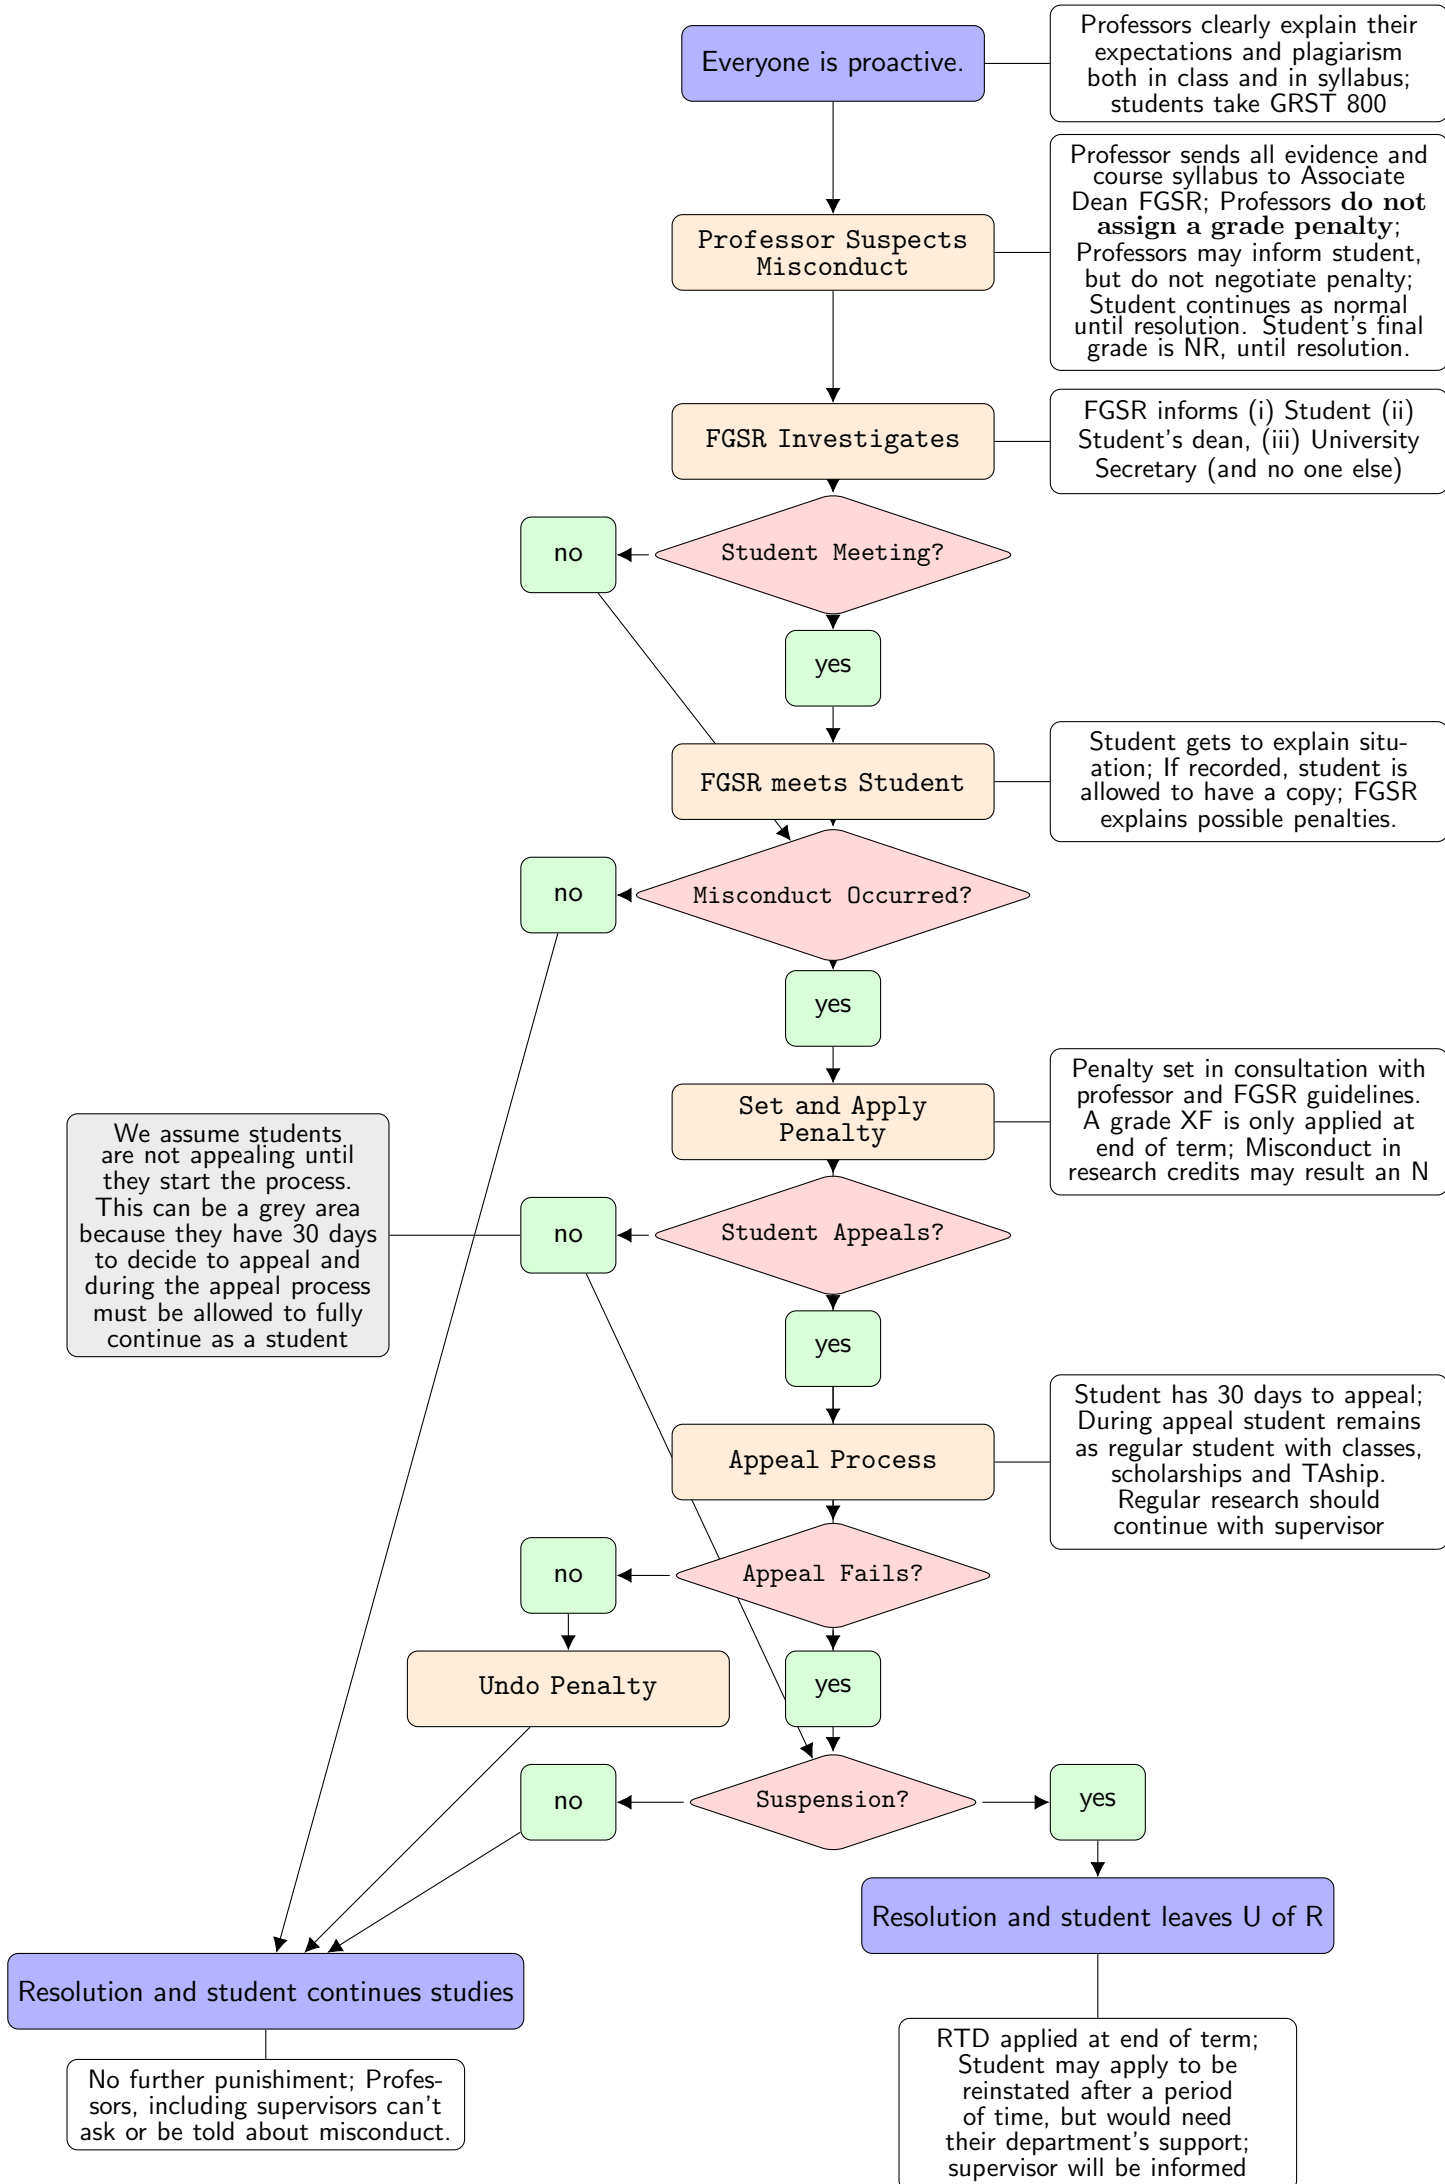 Everyone is proactive.
Professors clearly explain their
expectations and plagiarism
both in class and in syllabus;
students take GRST 800
Professor Suspects
Misconduct
Professor sends all evidence and
course syllabus to Associate
Dean FGSR; Professors do not
assign a grade penalty;
Professors may inform student,
but do not negotiate penalty;
Student continues as normal
until resolution. Student's final
grade is NR, until resolution.
FGSR Investigates
FGSR informs (i) Student (ii)
Student's dean, (iii) University
Secretary (and no one else)
no
Student Meeting?
yes
FGSR meets Student
Student gets to explain situ-
ation; If recorded, student is
allowed to have a copy; FGSR
explains possible penalties.
no
Misconduct Occurred?
yes
Set and Apply
Penalty
Penalty set in consultation with
professor and FGSR guidelines.
A grade XF is only applied at
end of term; Misconduct in
research credits may result an N
We assume students
are not appealing until
they start the process.
This can be a grey area
because they have 30 days
to decide to appeal and
during the appeal process
must be allowed to fully
continue as a student
no
Student Appeals?
yes
Appeal Process
Student has 30 days to appeal;
During appeal student remains
as regular student with classes,
scholarships and TAship.
Regular research should
continue with supervisor
no
Appeal Fails?
Undo Penalty
yes
no
Suspension?
yes
Resolution and student leaves U of R
Resolution and student continues studies
No further punishiment; Profes-
sors, including supervisors can't
ask or be told about misconduct.
RTD applied at end of term;
Student may apply to be
reinstated after a period
of time, but would need
their department's support;
supervisor will be informed